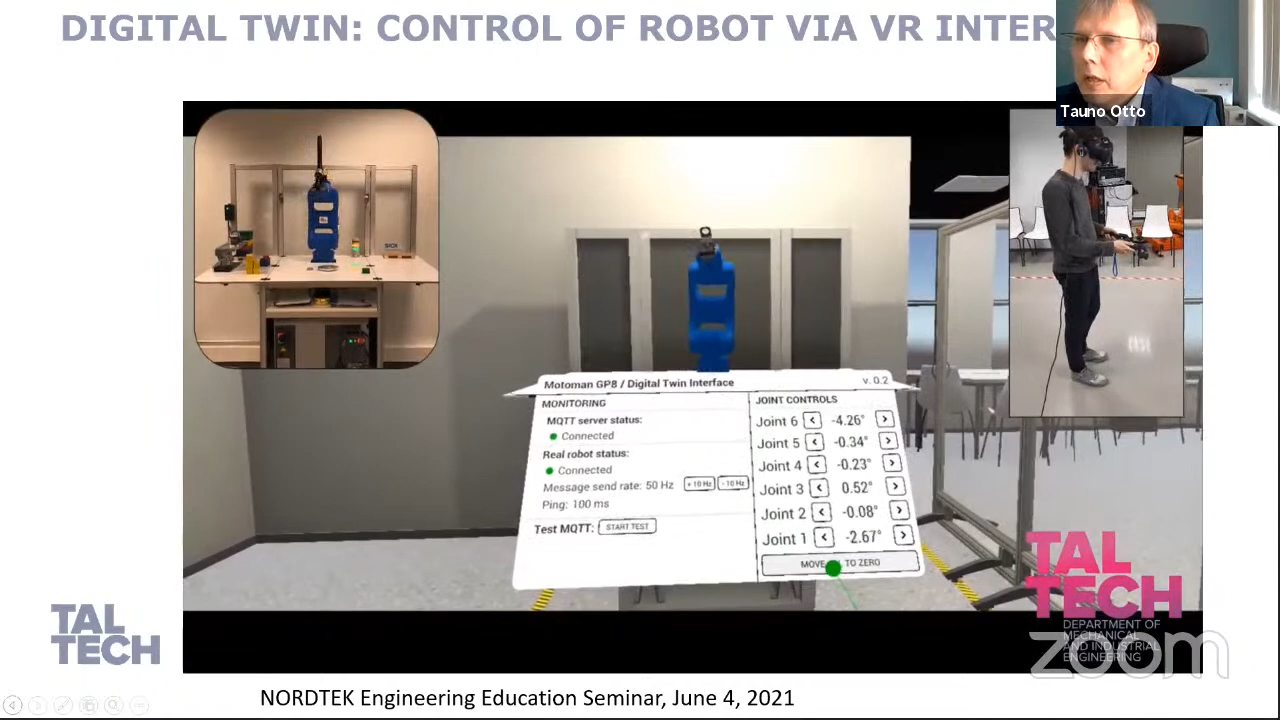 DIGITAL TWIN: CONTROL OF ROBOT VIA VR INTER
Tauno Otto
SICK
Motoman GP8 / Digital Twin Interface
v. 0.2
MONITORING
MQTT server status:
Connected
Real robot status:
Connected
Message send rate: 50 Hz
+10 Hz
-10 Hz
Ping: 100 ms
Test MQTT:
START TEST
JOINT CONTROLS
Joint 6 < -4.26° >
Joint 5 < -0.34° >
Joint 4 < -0.23° >
Joint 3 < 0.52° >
Joint 2 < -0.08° >
Joint 1 < -2.67° >
MOVE TO ZERO
TAL
TECH
DEPARTMENT OF
MECHANICAL
AND INDUSTRIAL
ENGINEERING
zoom
TAL
TECH
NORDTEK Engineering Education Seminar, June 4, 2021